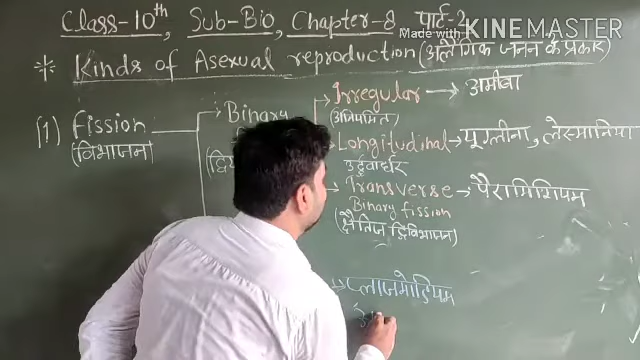 Class-10th, Sub-Bio, Chapter-8 पार्ट-2
Made with KINEMASTER
* Kinds of Asexual reproduction (अलैंगिक जनन के प्रकार)
(1) fission
(विभाजन)
Binary
Irregular → अमीबा
(अनियमित)
Longitudinal → यूग्लीना, लेस्मानिया
Transverse → पैरामिशियम
Binary fission
(क्षैतिज द्विविभाजन)
प्लाजमोडियम